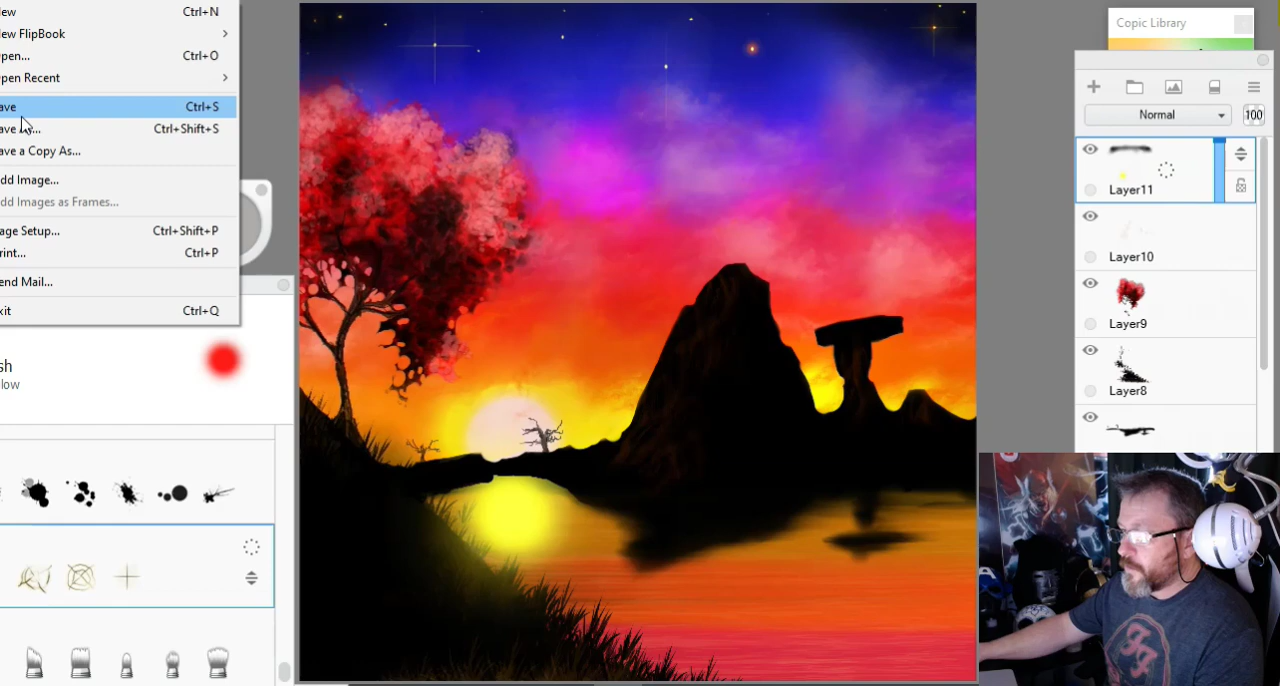 ew Ctrl+N
ew FlipBook
pen... Ctrl+O
pen Recent
ave Ctrl+S
ave As... Ctrl+Shift+S
ave a Copy As...
dd Image...
dd Images as Frames...
age Setup... Ctrl+Shift+P
rint... Ctrl+P
end Mail...
xit Ctrl+Q
sh
low
Copic Library
Normal 100
Layer11
Layer10
Layer9
Layer8